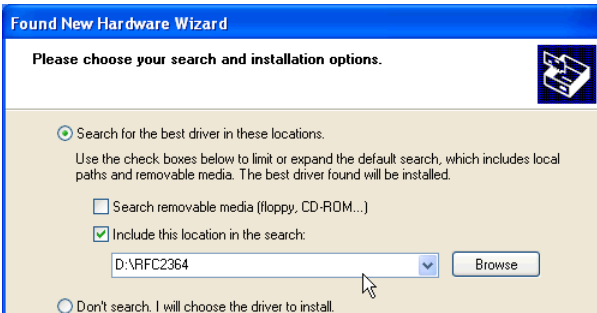 Found New Hardware Wizard
Please choose your search and installation options.
Search for the best driver in these locations.
Use the check boxes below to limit or expand the default search, which includes local
paths and removable media. The best driver found will be installed.
Search removable media (floppy, CD-ROM...)
Include this location in the search:
D:\RFC2364
Browse
Don't search. I will choose the driver to install.